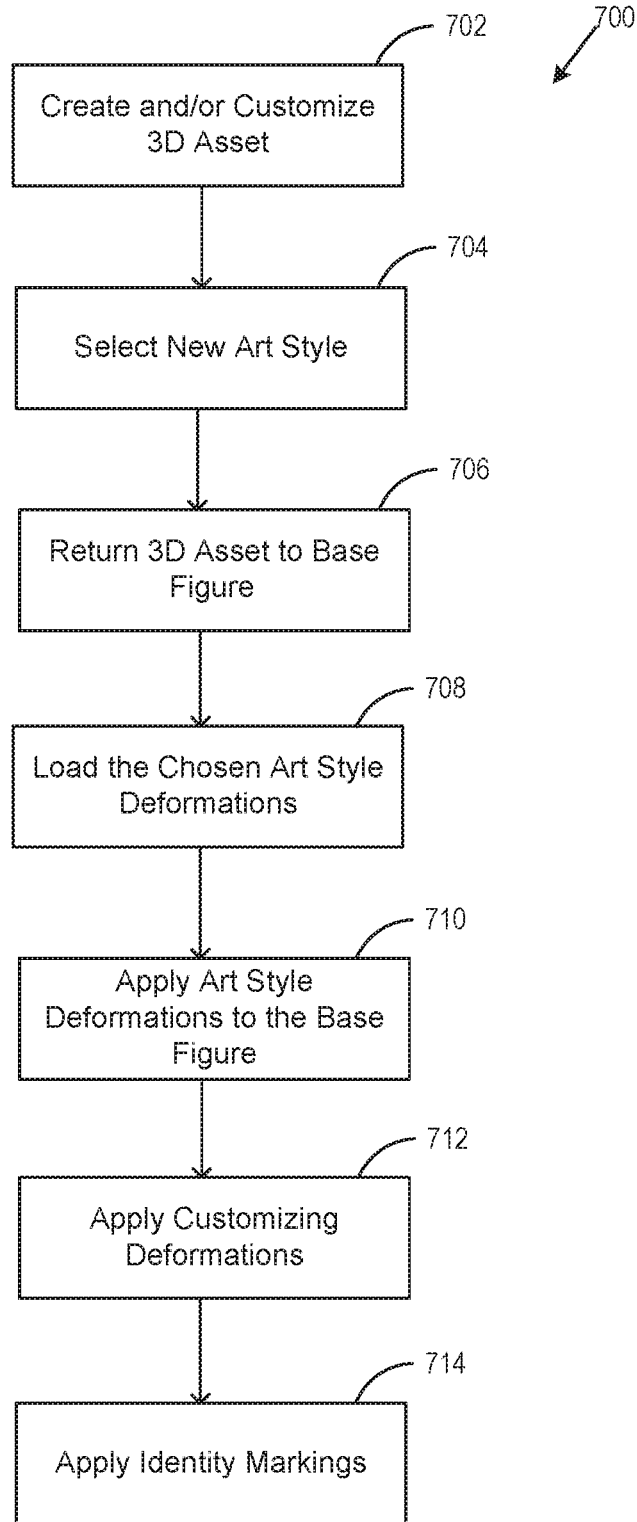 700
702
Create and/or Customize
3D Asset
704
Select New Art Style
706
Return 3D Asset to Base
Figure
708
Load the Chosen Art Style
Deformations
710
Apply Art Style
Deformations to the Base
Figure
712
Apply Customizing
Deformations
714
Apply Identity Markings